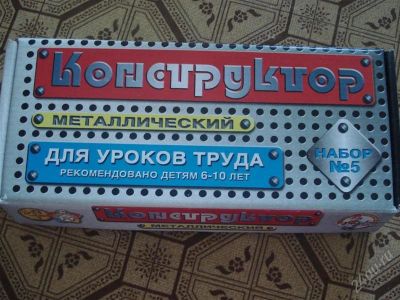 Конструктор
МЕТАЛЛИЧЕСКИЙ
ДЛЯ УРОКОВ ТРУДА
РЕКОМЕНДОВАНО ДЕТЯМ 6-10 ЛЕТ
НАБОР
№5
Конструктор
МЕТАЛЛИЧЕСКИЙ